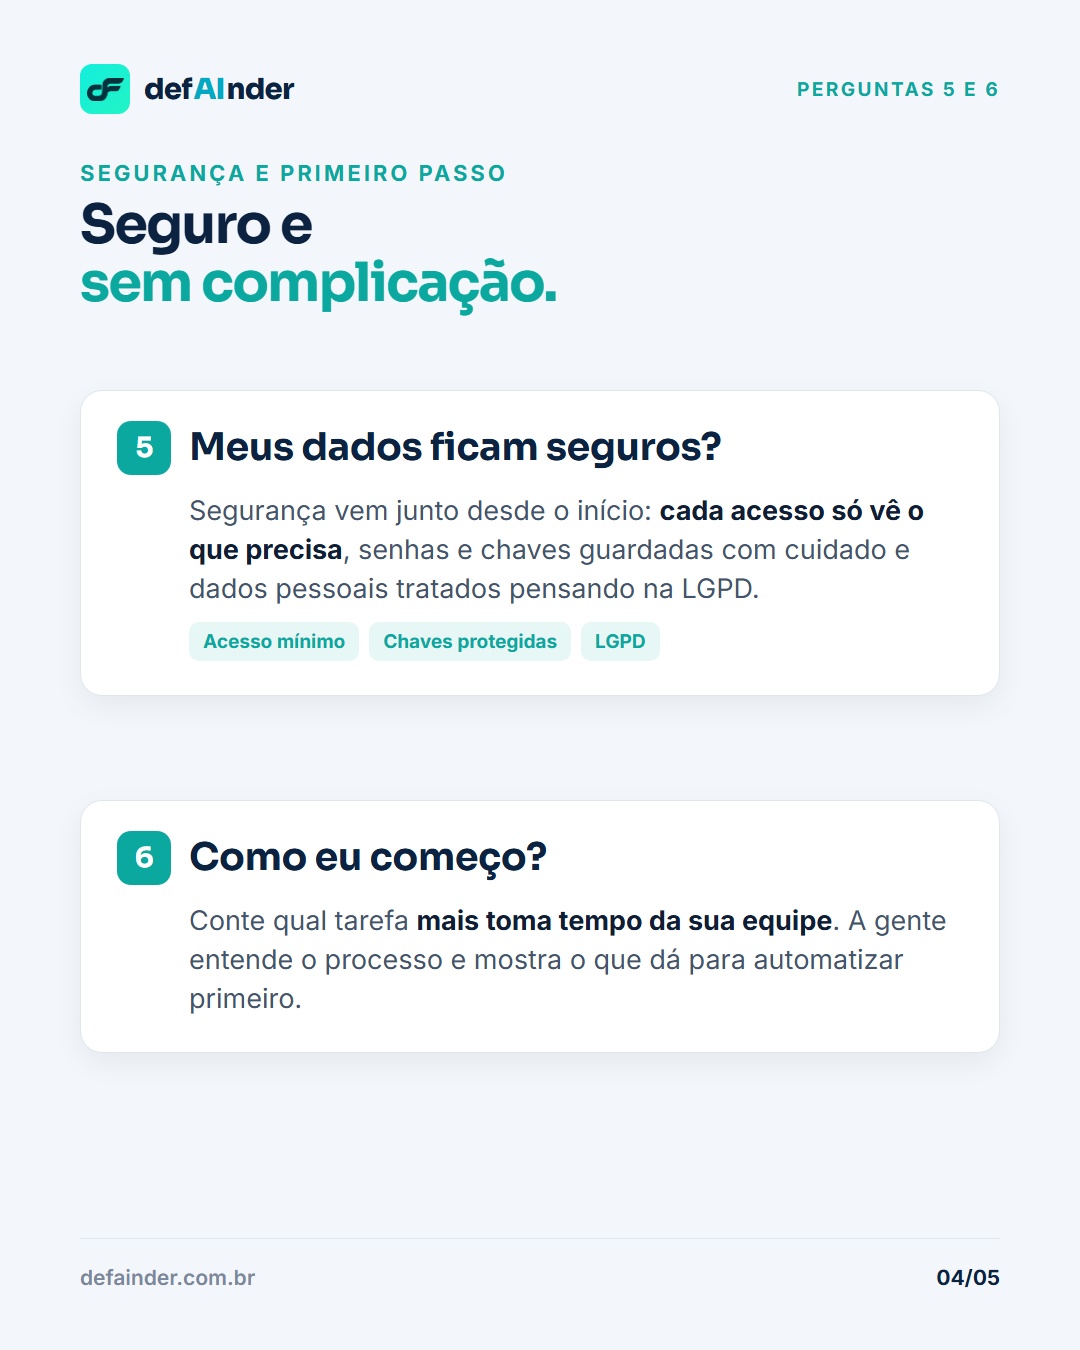 defAInder
PERGUNTAS 5 E 6
SEGURANÇA E PRIMEIRO PASSO
Seguro e
sem complicação.
5 Meus dados ficam seguros?
Segurança vem junto desde o início: cada acesso só vê o
que precisa, senhas e chaves guardadas com cuidado e
dados pessoais tratados pensando na LGPD.
Acesso mínimo Chaves protegidas LGPD
6 Como eu começo?
Conte qual tarefa mais toma tempo da sua equipe. A gente
entende o processo e mostra o que dá para automatizar
primeiro.
defainder.com.br
04/05